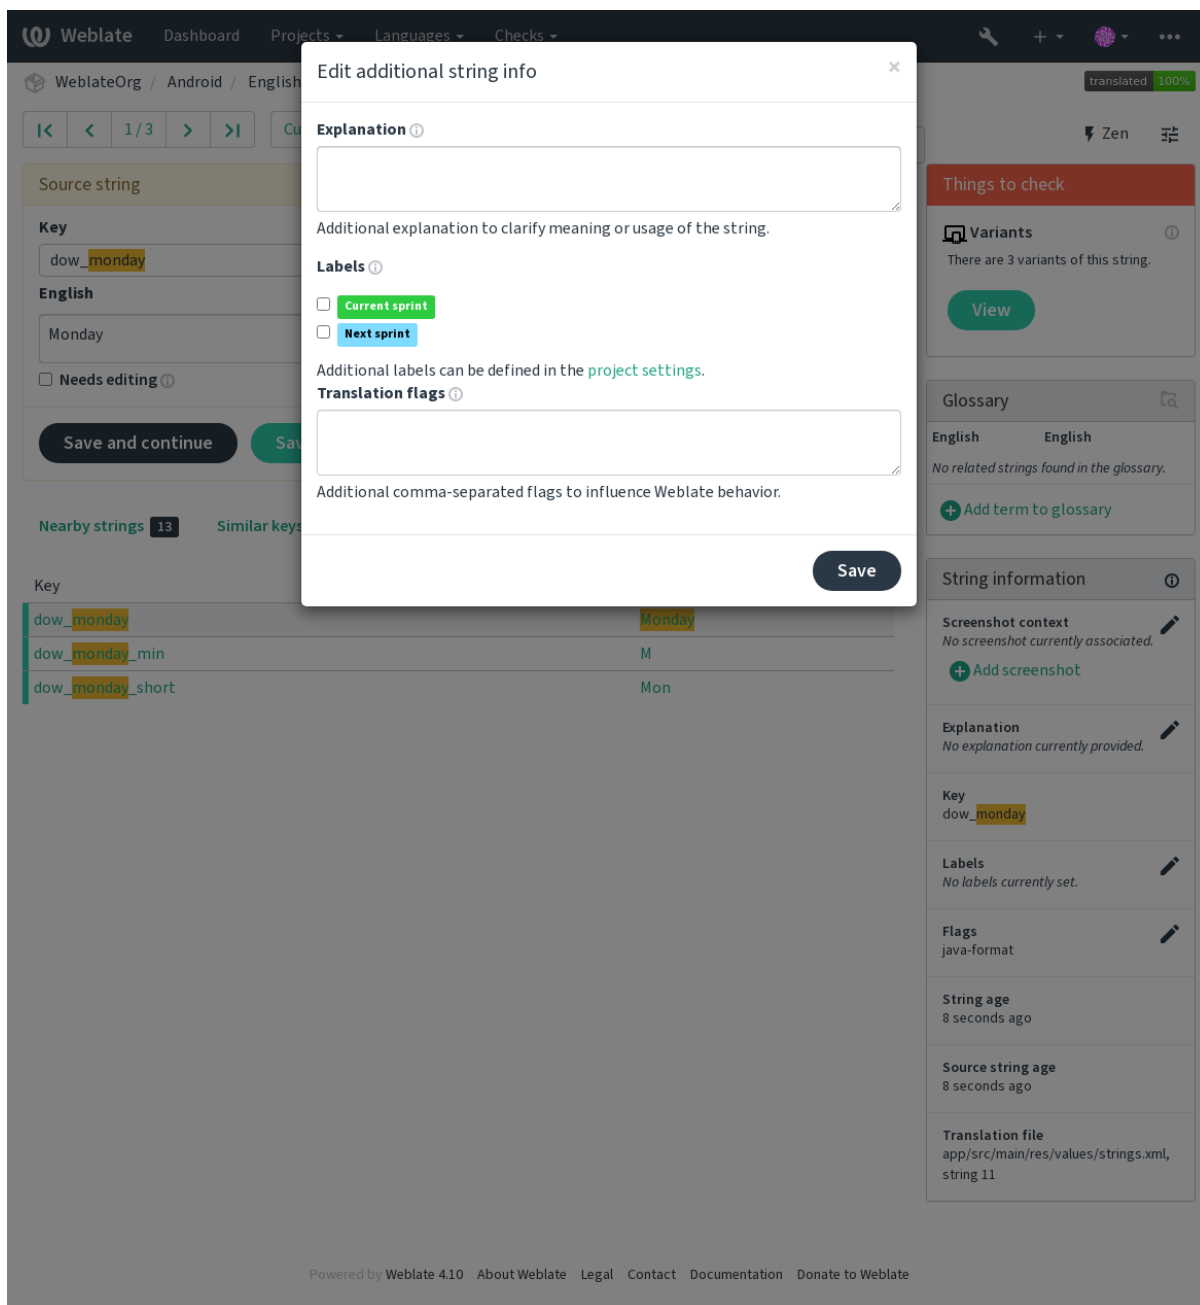 Weblate Dashboard Projects Languages Checks
WeblateOrg / Android / English
translated 100%
1 / 3
Cu
Zen
Edit additional string info
×
Explanation
Additional explanation to clarify meaning or usage of the string.
Labels
Current sprint
Next sprint
Additional labels can be defined in the project settings.
Translation flags
Additional comma-separated flags to influence Weblate behavior.
Save
Source string
Key
dow_monday
English
Monday
Needs editing
Save and continue
Sav
Nearby strings 13 Similar keys
Key
dow_monday Monday
dow_monday_min M
dow_monday_short Mon
Things to check
Variants
There are 3 variants of this string.
View
Glossary
English English
No related strings found in the glossary.
Add term to glossary
String information
Screenshot context
No screenshot currently associated.
Add screenshot
Explanation
No explanation currently provided.
Key
dow_monday
Labels
No labels currently set.
Flags
java-format
String age
8 seconds ago
Source string age
8 seconds ago
Translation file
app/src/main/res/values/strings.xml,
string 11
Powered by Weblate 4.10 About Weblate Legal Contact Documentation Donate to Weblate